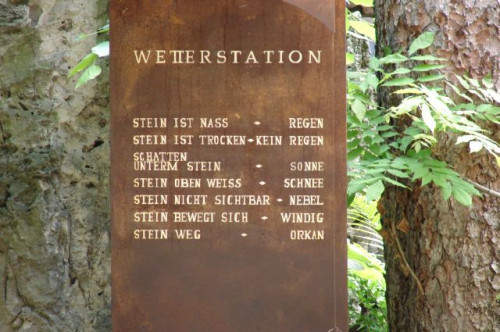 WETTERSTATION
STEIN IST NASS - REGEN
STEIN IST TROCKEN - KEIN REGEN
SCHATTEN
UNTERM STEIN - SONNE
STEIN OBEN WEISS - SCHNEE
STEIN NICHT SICHTBAR - NEBEL
STEIN BEWEGT SICH - WINDIG
STEIN WEG - ORKAN